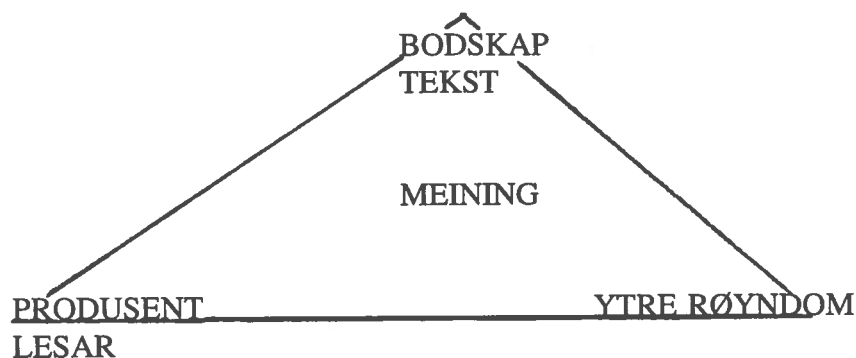 BODSKAP
TEKST
MEINING
PRODUSENT YTRE RØYNDOM
LESAR